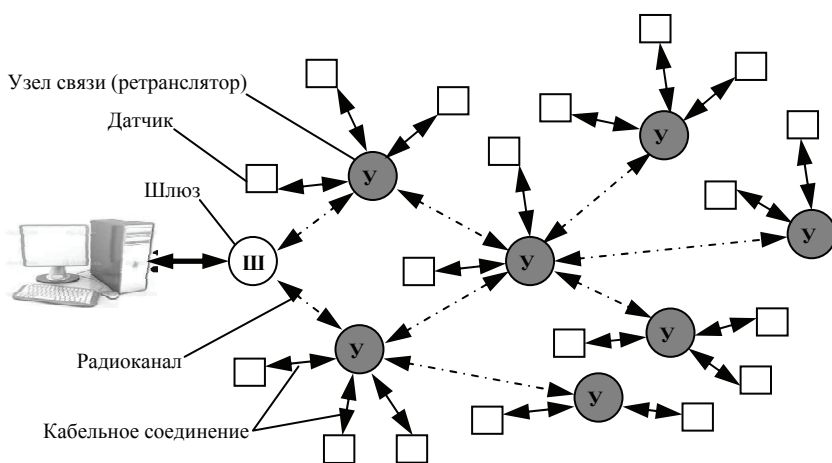 Узел связи (ретранслятор)
Датчик
Шлюз
Радиоканал
Кабельное соединение
У
У
У
У
Ш
У
У
У